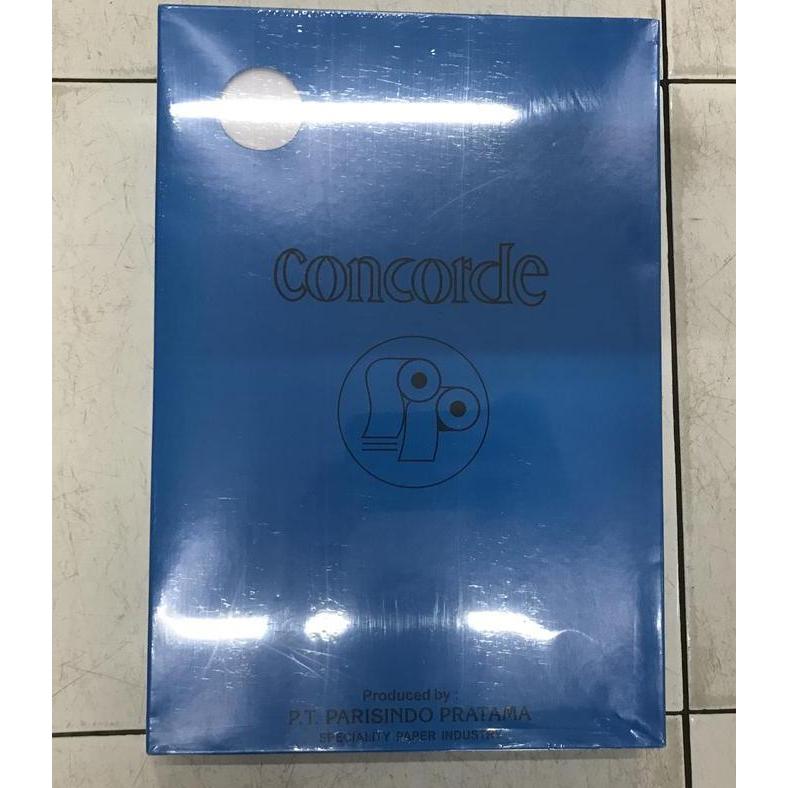 concorde
Produced by :
P.T. PARISINDO PRATAMA
SPECIALITY PAPER INDUSTRY